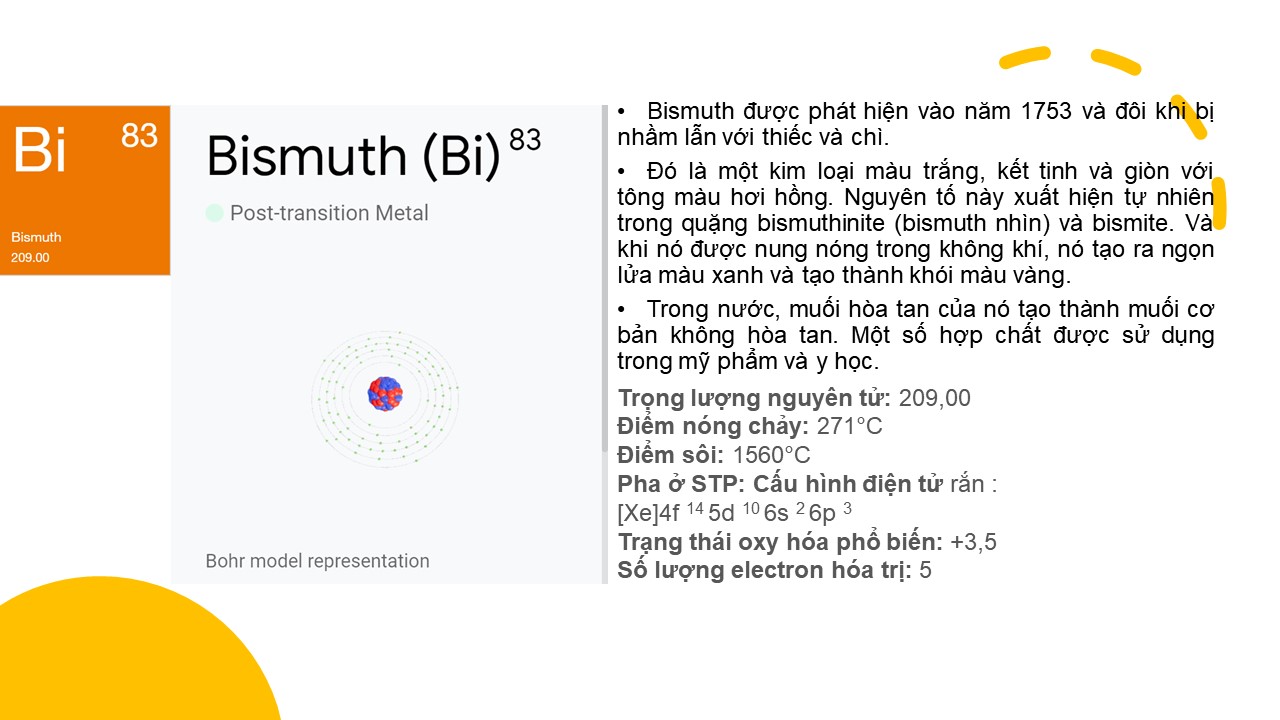 Bi 83
Bismuth
209.00
Bismuth (Bi) 83
Post-transition Metal
Bohr model representation
• Bismuth được phát hiện vào năm 1753 và đôi khi bị
nhầm lẫn với thiếc và chì.
• Đó là một kim loại màu trắng, kết tinh và giòn với
tông màu hơi hồng. Nguyên tố này xuất hiện tự nhiên
trong quặng bismuthinite (bismuth nhìn) và bismite. Và
khi nó được nung nóng trong không khí, nó tạo ra ngọn
lửa màu xanh và tạo thành khói màu vàng.
• Trong nước, muối hòa tan của nó tạo thành muối cơ
bản không hòa tan. Một số hợp chất được sử dụng
trong mỹ phẩm và y học.
Trọng lượng nguyên tử: 209,00
Điểm nóng chảy: 271°C
Điểm sôi: 1560°C
Pha ở STP: Cấu hình điện tử rắn :
[Xe]4f 14 5d 10 6s 2 6p 3
Trạng thái oxy hóa phổ biến: +3,5
Số lượng electron hóa trị: 5